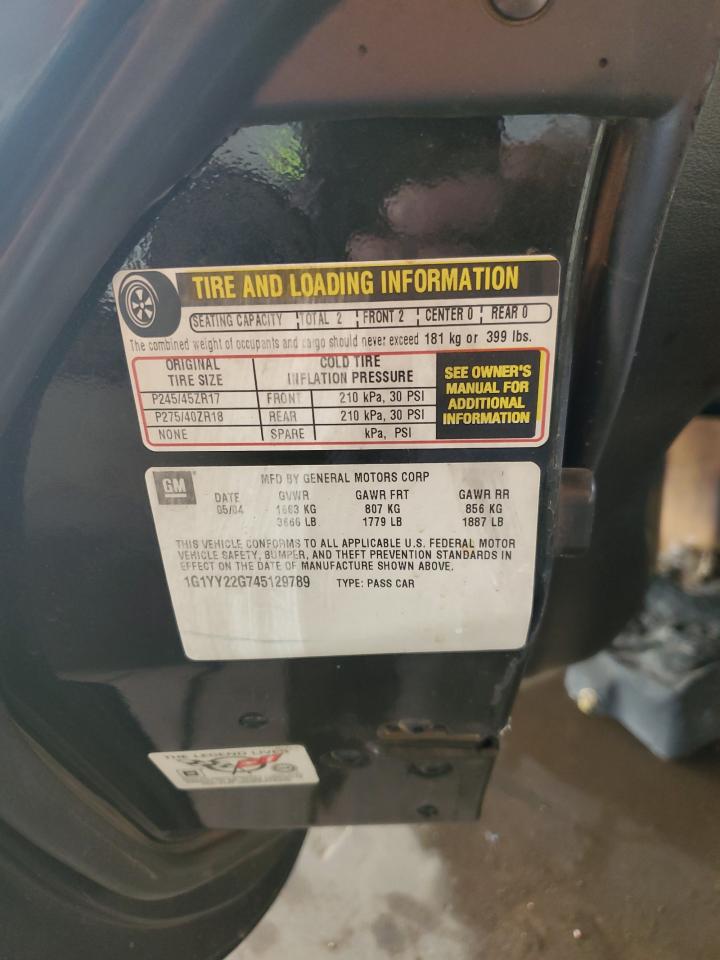 TIRE AND LOADING INFORMATION
SEATING CAPACITY TOTAL 2 FRONT 2 CENTER 0 REAR 0
The combined weight of occupants and cargo should never exceed 181 kg or 399 lbs.
ORIGINAL TIRE SIZE COLD TIRE INFLATION PRESSURE
P245/45ZR17 FRONT 210 kPa, 30 PSI
P275/40ZR18 REAR 210 kPa, 30 PSI
NONE SPARE kPa, PSI
SEE OWNER'S
MANUAL FOR
ADDITIONAL
INFORMATION
GM
MFD BY GENERAL MOTORS CORP
DATE GVWR GAWR FRT GAWR RR
05/04 1663 KG 807 KG 856 KG
3666 LB 1779 LB 1887 LB
THIS VEHICLE CONFORMS TO ALL APPLICABLE U.S. FEDERAL MOTOR
VEHICLE SAFETY, BUMPER, AND THEFT PREVENTION STANDARDS IN
EFFECT ON THE DATE OF MANUFACTURE SHOWN ABOVE.
1G1YY22G745129789 TYPE: PASS CAR
THE LEGEND LIVES